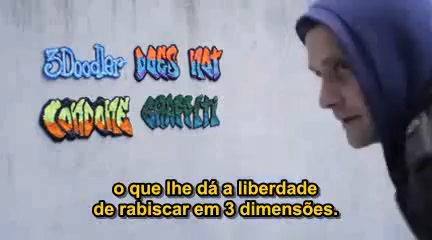 3Doodler DOES NOT
CONDONE GRAFFITI
o que lhe dá a liberdade
de rabiscar em 3 dimensões.